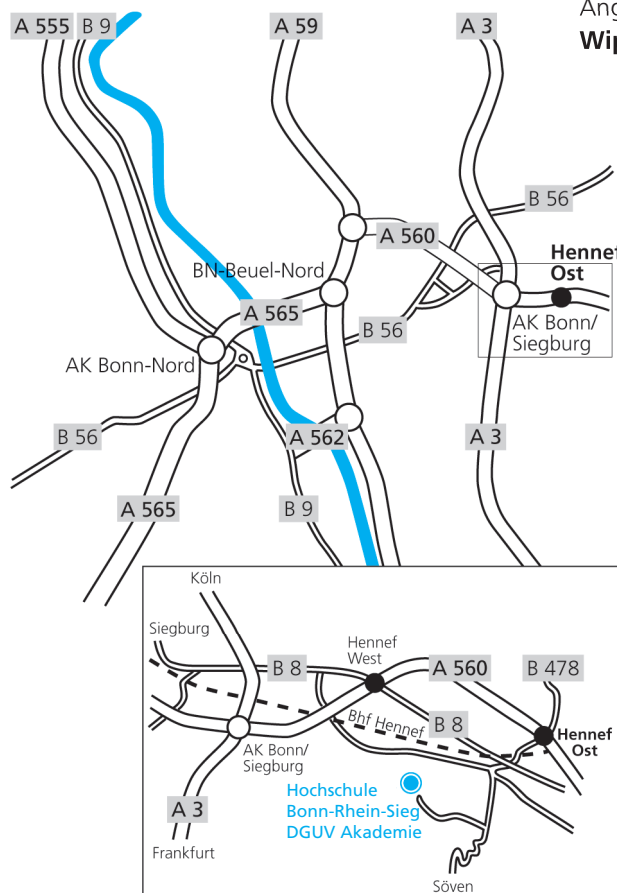 Ang
Wip
A 555
B 9
A 59
A 3
B 56
A 560
BN-Beuel-Nord
Hennef
Ost
A 565
B 56
AK Bonn/
Siegburg
AK Bonn-Nord
B 56
A 562
A 3
A 565
B 9
Köln
Siegburg
Hennef
West
B 8
A 560
B 478
Bhf Hennef
B 8
Hennef
Ost
AK Bonn/
Siegburg
Hochschule
Bonn-Rhein-Sieg
DGUV Akademie
A 3
Frankfurt
Söven